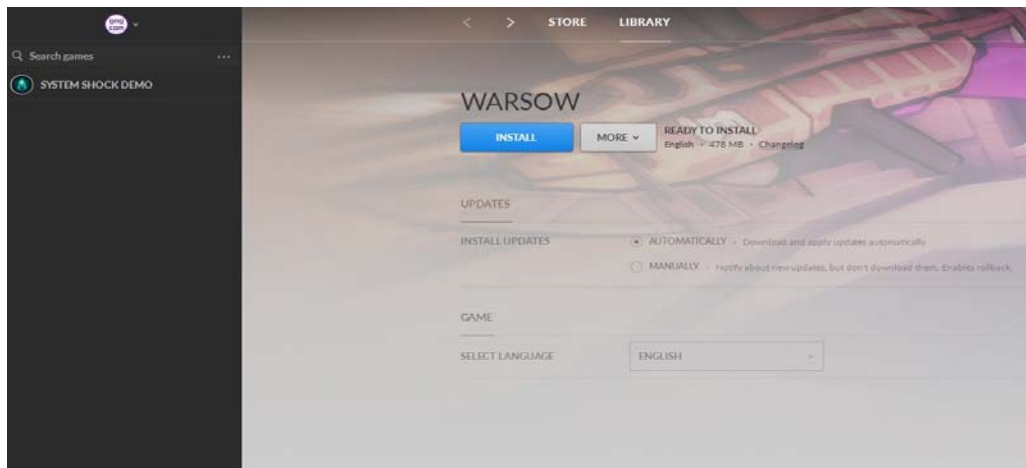 gog
com
STORE LIBRARY
Search games ...
SYSTEM SHOCK DEMO
WARSOW
INSTALL
MORE
READY TO INSTALL
English • 478 MB • Changelog
UPDATES
INSTALL UPDATES
AUTOMATICALLY - Download and apply updates automatically.
MANUALLY - Notify about new updates, but don't download them. Enables rollback.
GAME
SELECT LANGUAGE
ENGLISH